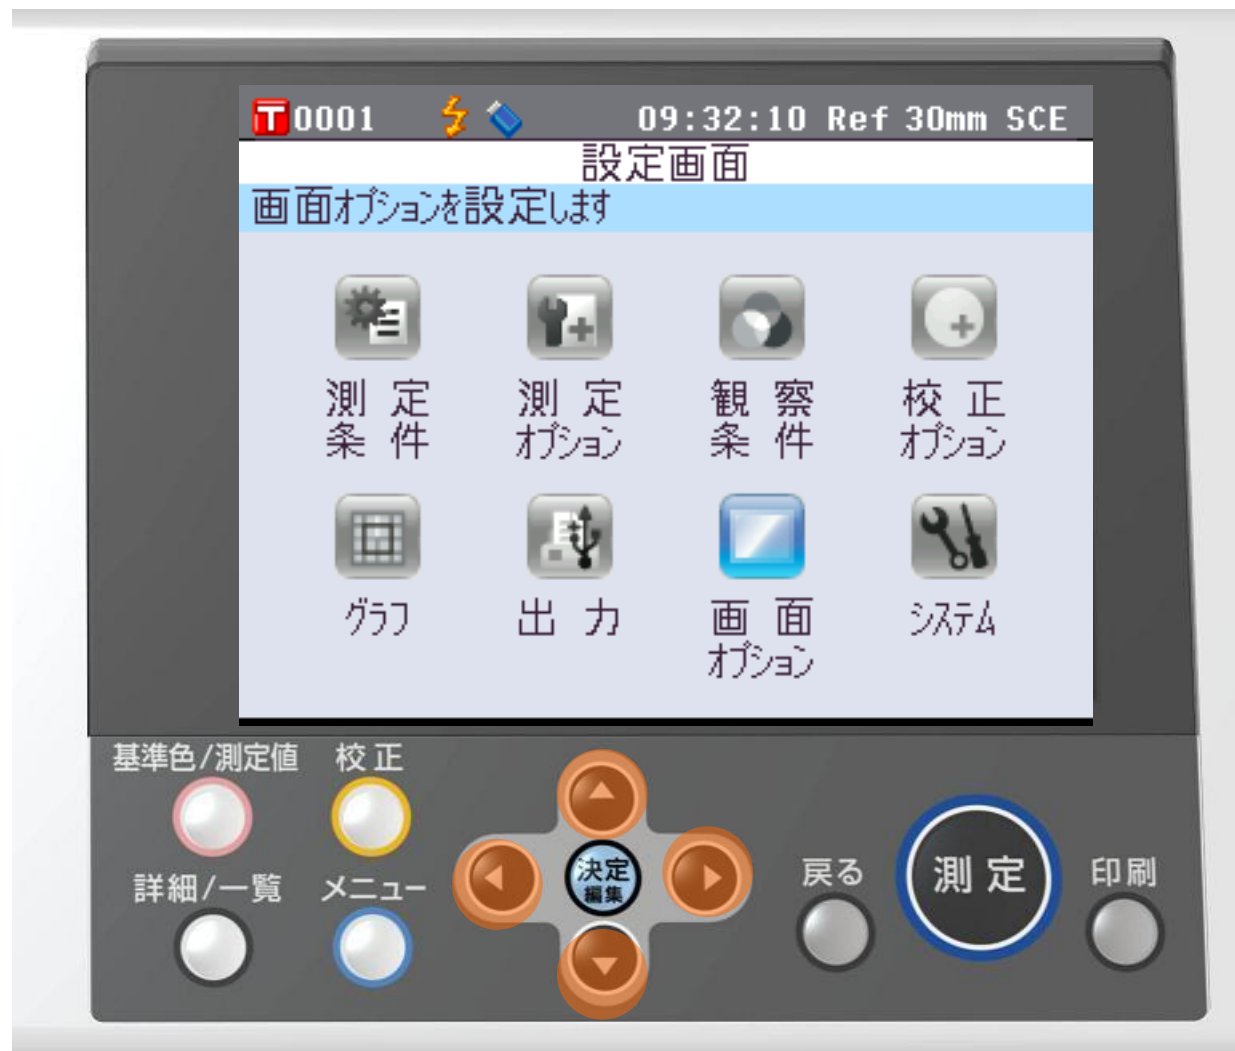 T0001 09:32:10 Ref 30mm SCE
設定画面
画面オプションを設定します
測定条件
測定オプション
観察条件
校正オプション
グラフ
出力
画面オプション
システム
基準色/測定値
校正
詳細/一覧
メニュー
決定
編集
戻る
測定
印刷